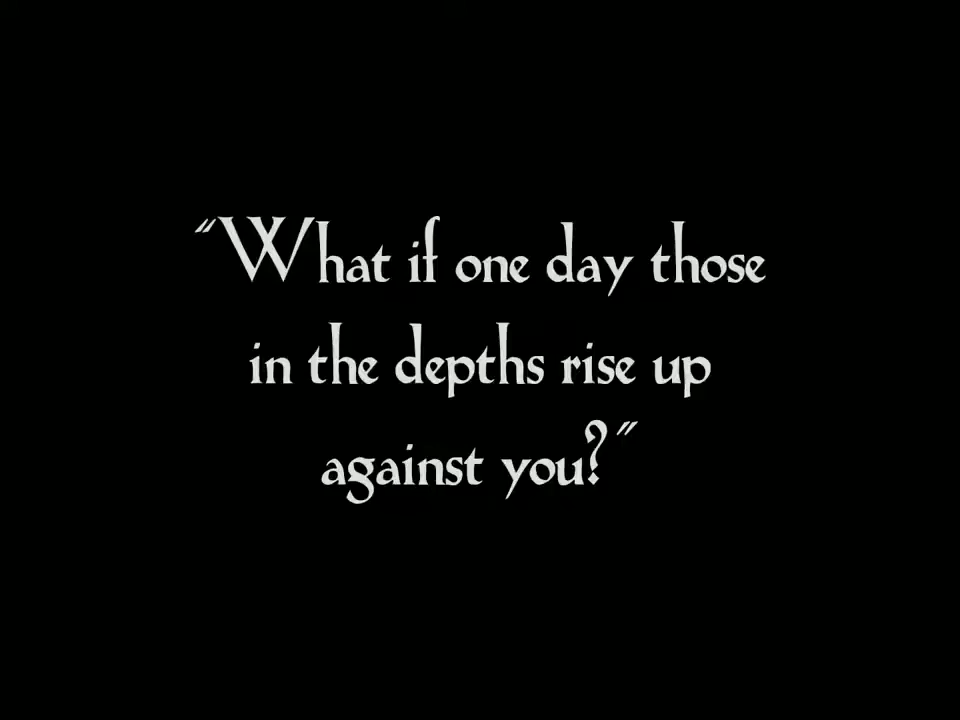 "What if one day those
in the depths rise up
against you?"